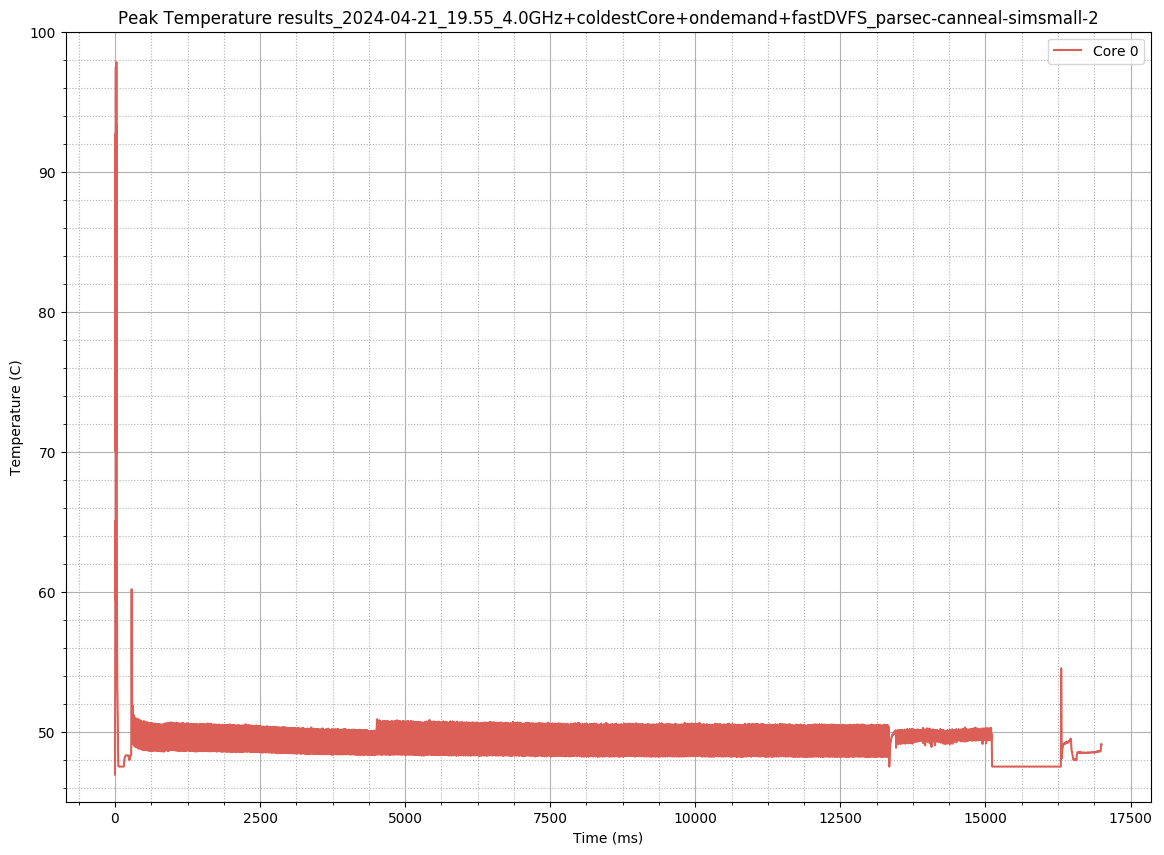 Peak Temperature results_2024-04-21_19.55_4.0GHz+coldestCore+ondemand+fastDVFS_parsec-canneal-simsmall-2
Core 0
100
90
80
70
60
50
Temperature (C)
0 2500 5000 7500 10000 12500 15000 17500
Time (ms)